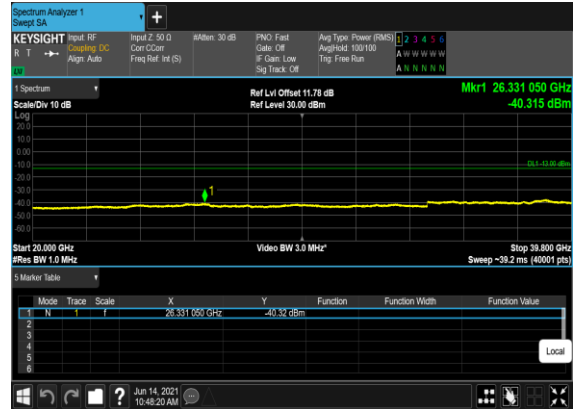 Spectrum Analyzer 1
Swept SA
KEYSIGHT Input: RF Input Z: 50 Ω #Atten: 30 dB PNO: Fast Avg Type: Power (RMS) 1 2 3 4 5 6
R T Coupling: DC Corr CCorr Gate: Off Avg|Hold: 100/100 A W W W W W
Align: Auto Freq Ref: Int (S) IF Gain: Low Trig: Free Run
Sig Track: Off A N N N N N
1 Spectrum Ref Lvl Offset 11.78 dB Mkr1 26.331 050 GHz
Scale/Div 10 dB Ref Level 30.00 dBm -40.315 dBm
Log
20.0
10.0
0.00
-10.0 DL1 -13.00 dBm
-20.0
-30.0
1
-40.0
-50.0
-60.0
Start 20.000 GHz Video BW 3.0 MHz* Stop 39.800 GHz
#Res BW 1.0 MHz Sweep ~39.2 ms (40001 pts)
5 Marker Table
Mode Trace Scale X Y Function Function Width Function Value
1 N 1 f 26.331 050 GHz -40.32 dBm
2
3
4
5
6
Local
? Jun 14, 2021
10:48:20 AM